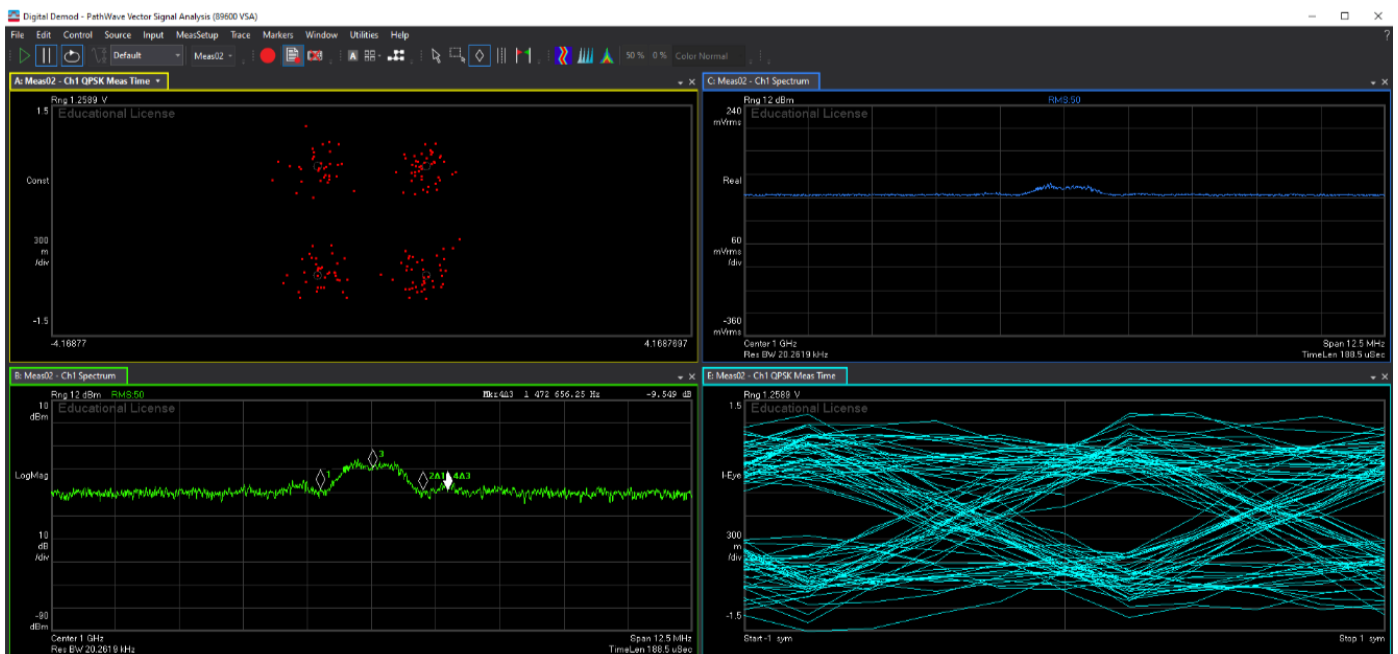 Digital Demod - PathWave Vector Signal Analysis (89600 VSA)
File Edit Control Source Input MeasSetup Trace Markers Window Utilities Help
Default Meas02 A 50 % 0 % Color Normal
A: Meas02 - Ch1 QPSK Meas Time
Rng 1.2589 V
1.5 Educational License
Const
300
m
/div
-1.5
-4.16877 4.1687697
C: Meas02 - Ch1 Spectrum
Rng 12 dBm RMS:50
240 Educational License
mVrms
Real
60
mVrms
/div
-360
mVrms
Center 1 GHz Span 12.5 MHz
Res BW 20.2619 kHz TimeLen 188.5 uSec
B: Meas02 - Ch1 Spectrum
Rng 12 dBm RMS:50 Mkr4Δ3 1 472 656.25 Hz -9.549 dB
10 Educational License
dBm
LogMag
1 3 2Δ1 4Δ3
10
dB
/div
-90
dBm
Center 1 GHz Span 12.5 MHz
Res BW 20.2619 kHz TimeLen 188.5 uSec
E: Meas02 - Ch1 QPSK Meas Time
Rng 1.2589 V
1.5 Educational License
I-Eye
300
m
/div
-1.5
Start -1 sym Stop 1 sym